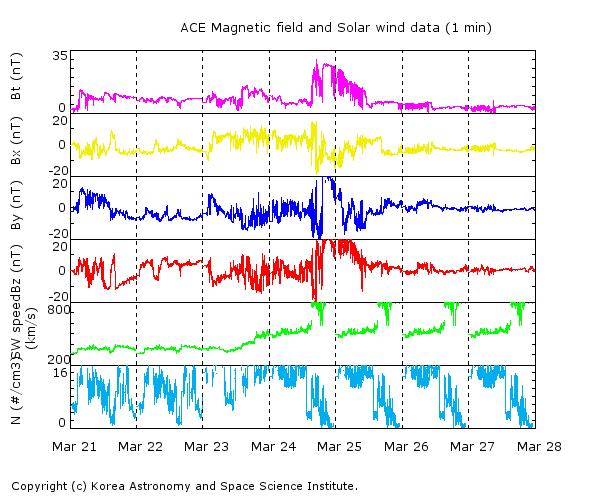 ACE Magnetic field and Solar wind data (1 min)
Bt (nT)
35
0
Bx (nT)
20
0
-20
By (nT)
20
0
-20
Bz (nT)
20
0
-20
SW speed
(km/s)
800
200
N (#/cm3)
16
0
Mar 21 Mar 22 Mar 23 Mar 24 Mar 25 Mar 26 Mar 27 Mar 28
Copyright (c) Korea Astronomy and Space Science Institute.